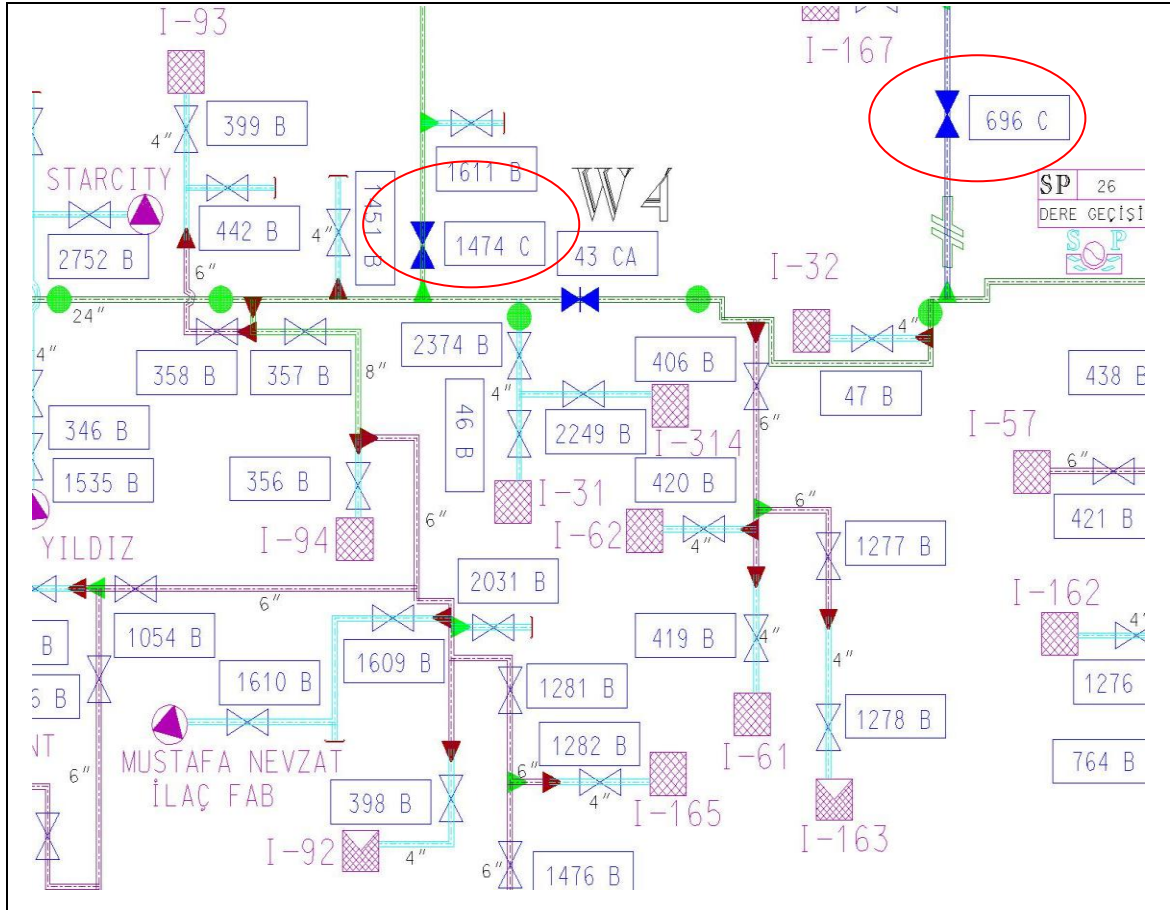 I-93
I-167
399 B
4"
696 C
1611 B
STARCITY
1451 B
W4
SP 26
442 B
4"
1474 C
43 CA
DERE GEÇİŞİ
2752 B
S P
6"
I-32
24"
4"
2374 B
406 B
4"
358 B
357 B
8"
4"
47 B
438 B
46 B
2249 B
6"
346 B
I-314
I-57
1535 B
356 B
I-31
420 B
6"
I-94
6"
I-62
6"
421 B
4"
YILDIZ
2031 B
1277 B
6"
I-162
1054 B
4"
B
1609 B
419 B
4"
4"
1610 B
1281 B
1276
6 B
1278 B
NT
1282 B
I-61
MUSTAFA NEVZAT
İLAÇ FAB
6"
6"
764 B
398 B
4"
I-165
I-163
I-92
4"
6"
1476 B